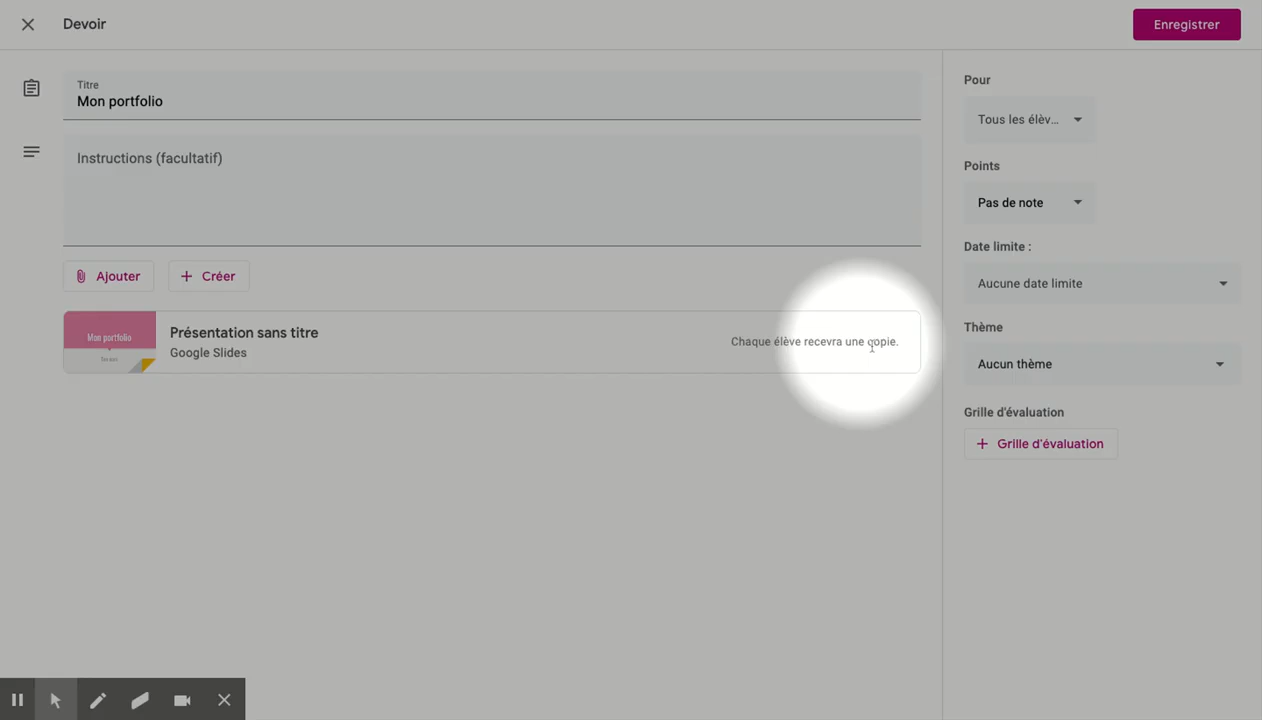 Devoir
Enregistrer
Titre
Mon portfolio
Instructions (facultatif)
Ajouter
Créer
Mon portfolio
Présentation sans titre
Google Slides
Chaque élève recevra une copie.
Pour
Tous les élèv...
Points
Pas de note
Date limite :
Aucune date limite
Thème
Aucun thème
Grille d'évaluation
Grille d'évaluation